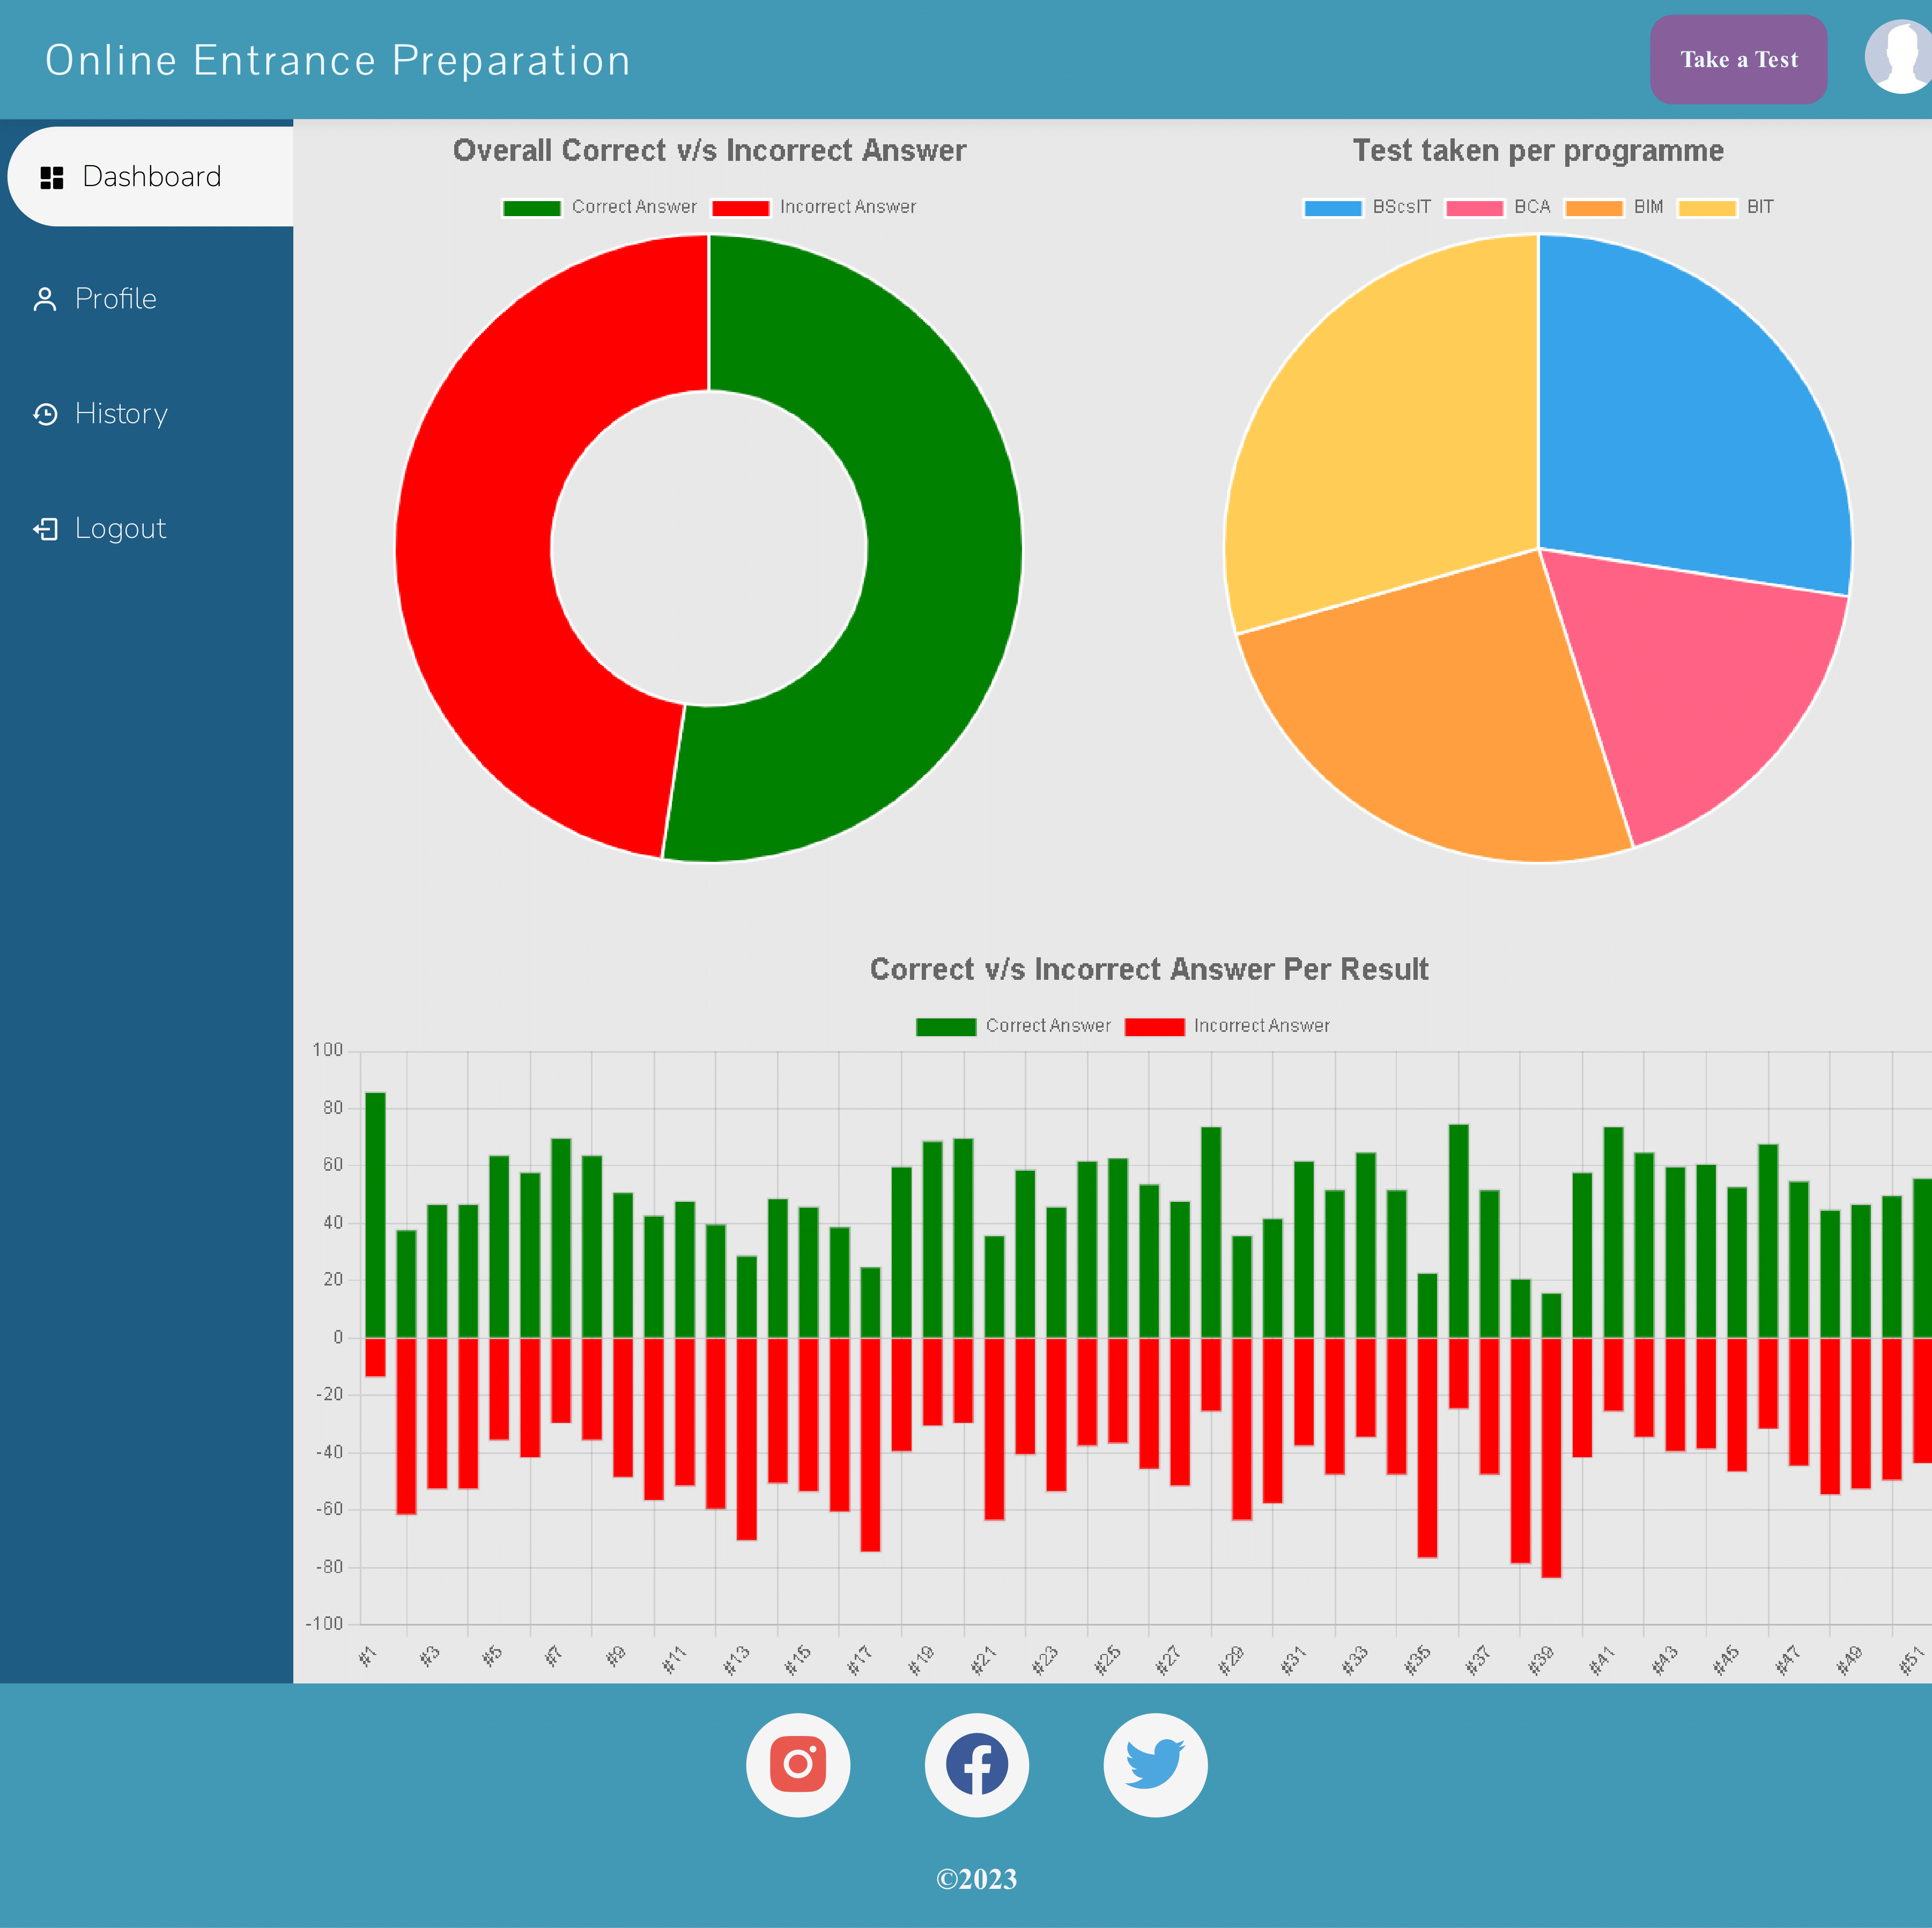 Online Entrance Preparation
Take a Test
Dashboard
Profile
History
Logout
Overall Correct v/s Incorrect Answer
Correct Answer Incorrect Answer
Test taken per programme
BScsIT BCA BIM BIT
Correct v/s Incorrect Answer Per Result
Correct Answer Incorrect Answer
100
80
60
40
20
0
-20
-40
-60
-80
-100
#1 #3 #5 #7 #9 #11 #13 #15 #17 #19 #21 #23 #25 #27 #29 #31 #33 #35 #37 #39 #41 #43 #45 #47 #49 #51
©2023